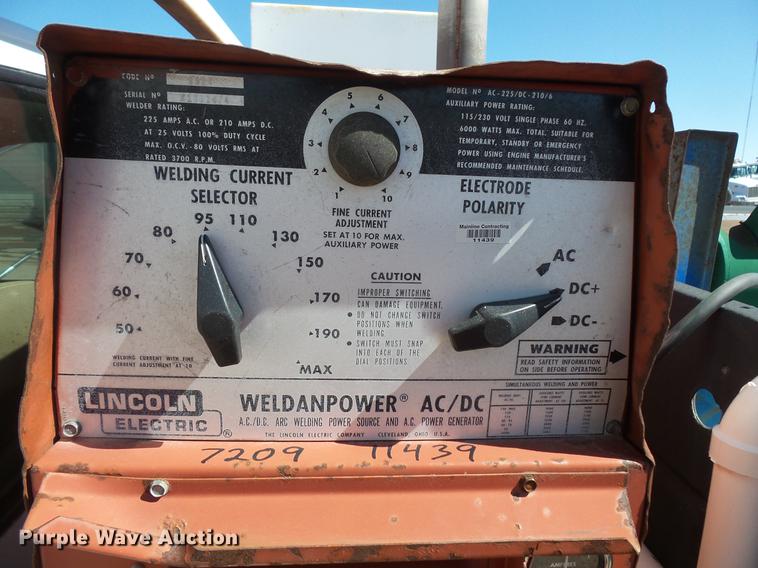 CODE Nº
SERIAL Nº
WELDER RATING:
225 AMPS A.C. OR 210 AMPS D.C.
AT 25 VOLTS 100% DUTY CYCLE
MAX. O.C.V.-80 VOLTS RMS AT
RATED 3700 R.P.M.
MODEL Nº AC-225/DC-210/6
AUXILIARY POWER RATING:
115/230 VOLT SINGLE PHASE 60 HZ.
6000 WATTS MAX. TOTAL. SUITABLE FOR
TEMPORARY, STANDBY OR EMERGENCY
POWER USING ENGINE MANUFACTURER'S
RECOMMENDED MAINTENANCE SCHEDULE.
1 2 3 4 5 6 7 8 9 10
FINE CURRENT
ADJUSTMENT
SET AT 10 FOR MAX.
AUXILIARY POWER
WELDING CURRENT
SELECTOR
50 60 70 80 95 110 130 150 170 190 MAX
WELDING CURRENT WITH FINE
CURRENT ADJUSTMENT AT 10
ELECTRODE
POLARITY
Mainline Contracting
11439
AC
DC+
DC-
CAUTION
IMPROPER SWITCHING
CAN DAMAGE EQUIPMENT.
• DO NOT CHANGE SWITCH
POSITIONS WHEN
WELDING.
• SWITCH MUST SNAP
INTO EACH OF THE
DIAL POSITIONS.
WARNING
READ SAFETY INFORMATION
ON SIDE BEFORE OPERATING
SIMULTANEOUS WELDING AND POWER
LINCOLN
ELECTRIC
WELDANPOWER® AC/DC
A.C./D.C. ARC WELDING POWER SOURCE AND A.C. POWER GENERATOR
THE LINCOLN ELECTRIC COMPANY CLEVELAND, OHIO U.S.A.
7209 11439
Purple Wave Auction
AMPERES